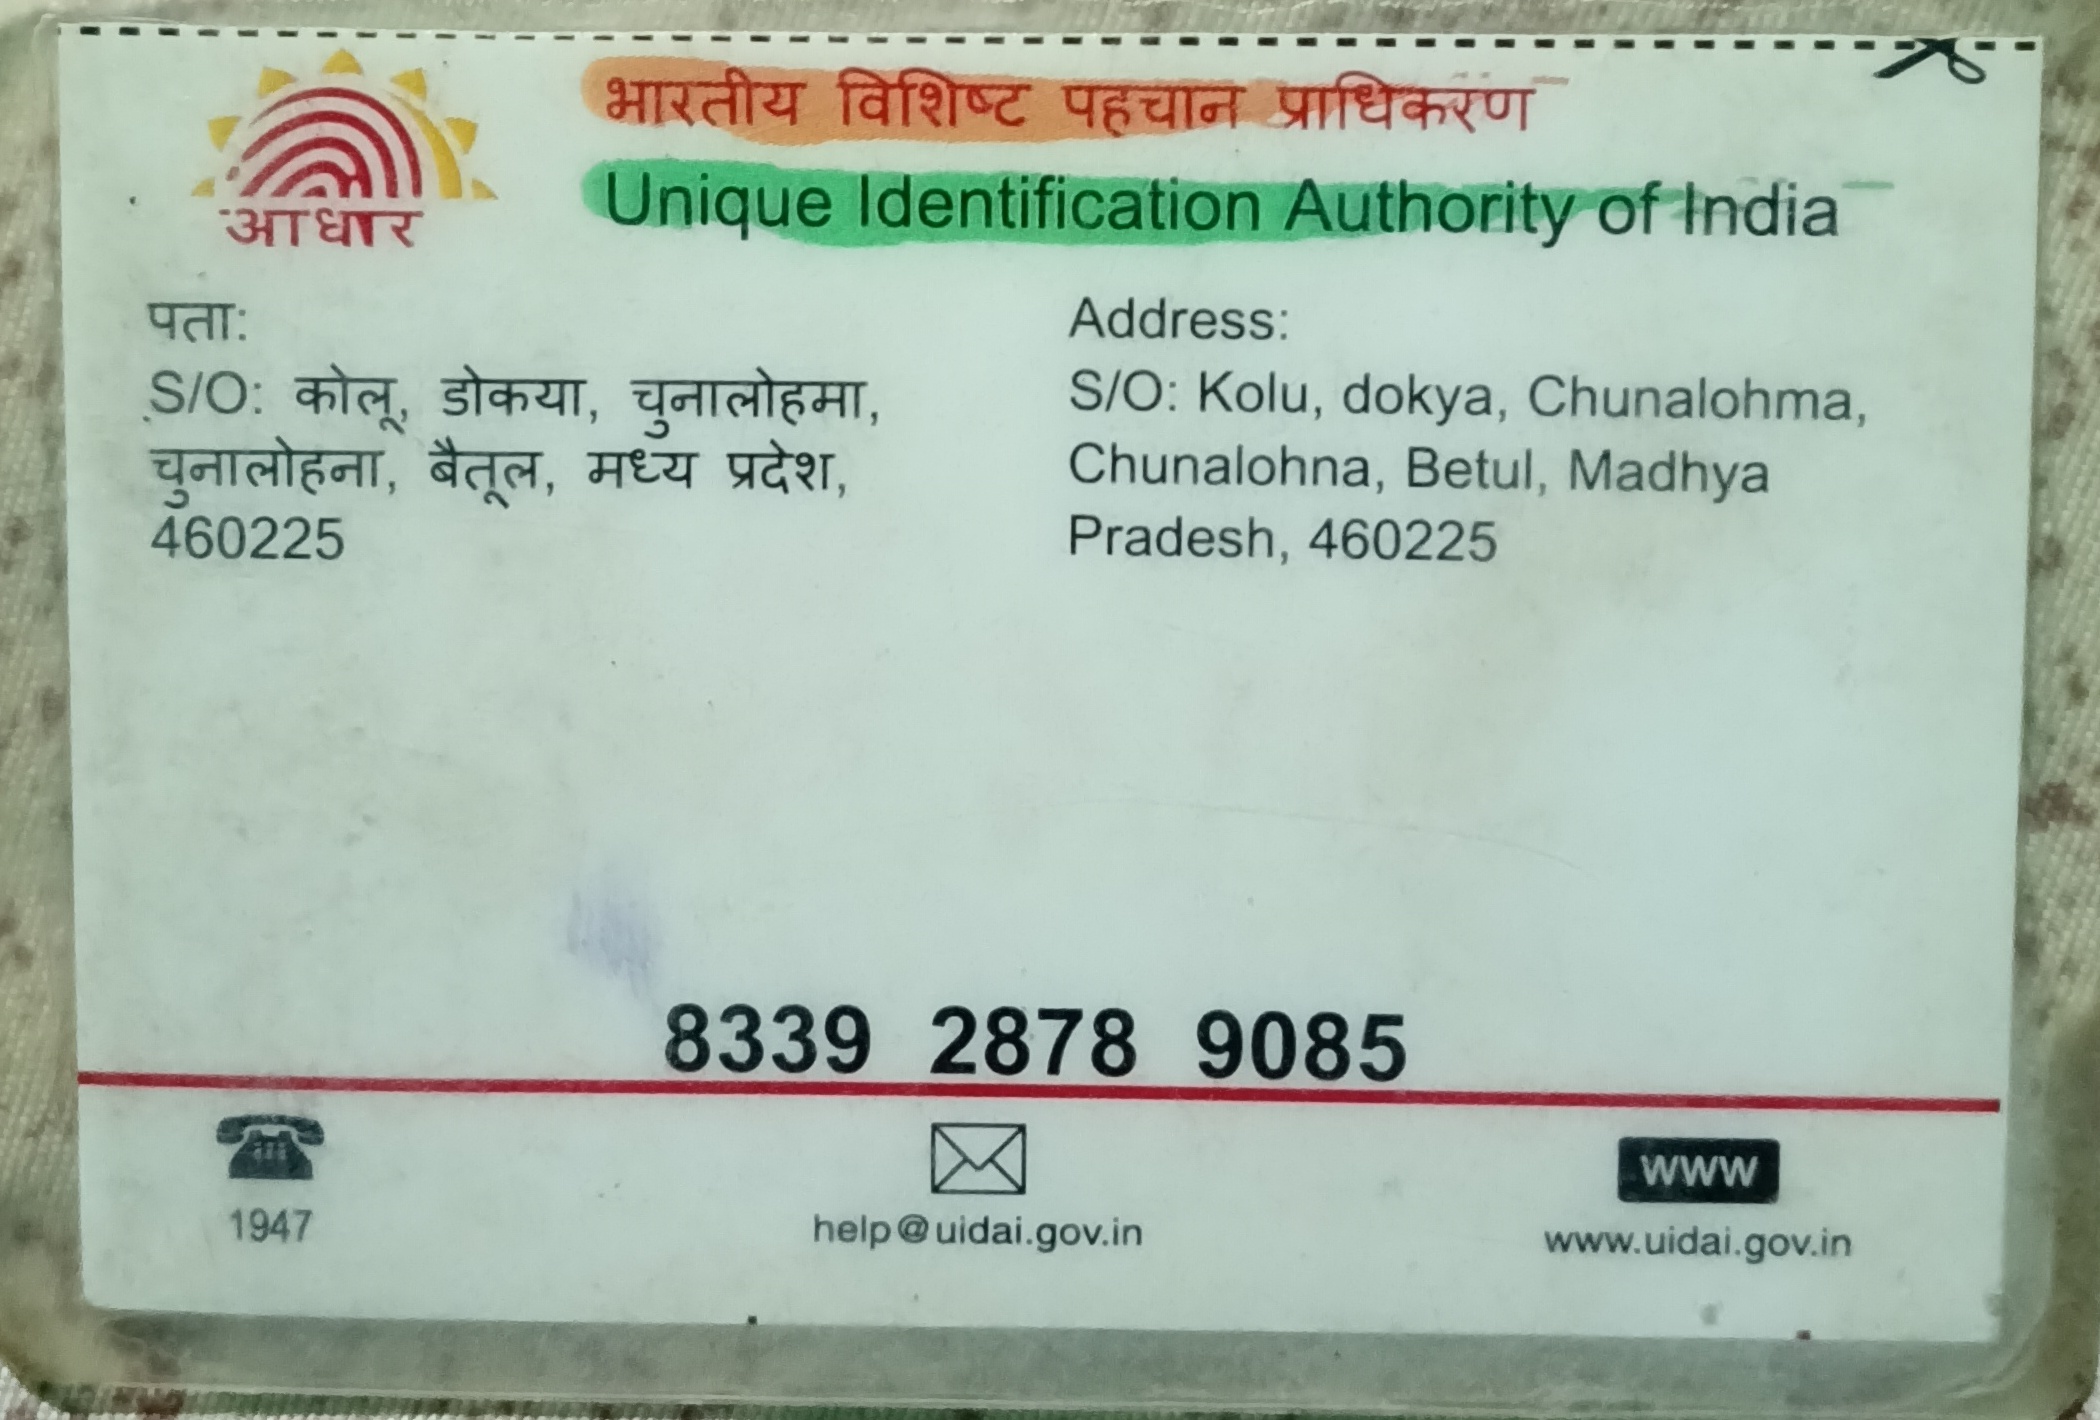 भारतीय विशिष्ट पहचान प्राधिकरण
Unique Identification Authority of India
आधार
पता:
S/O: कोलू, डोकया, चुनालोहमा,
चुनालोहना, बैतूल, मध्य प्रदेश,
460225
Address:
S/O: Kolu, dokya, Chunalohma,
Chunalohna, Betul, Madhya
Pradesh, 460225
8339 2878 9085
1947
help@uidai.gov.in
WWW
www.uidai.gov.in